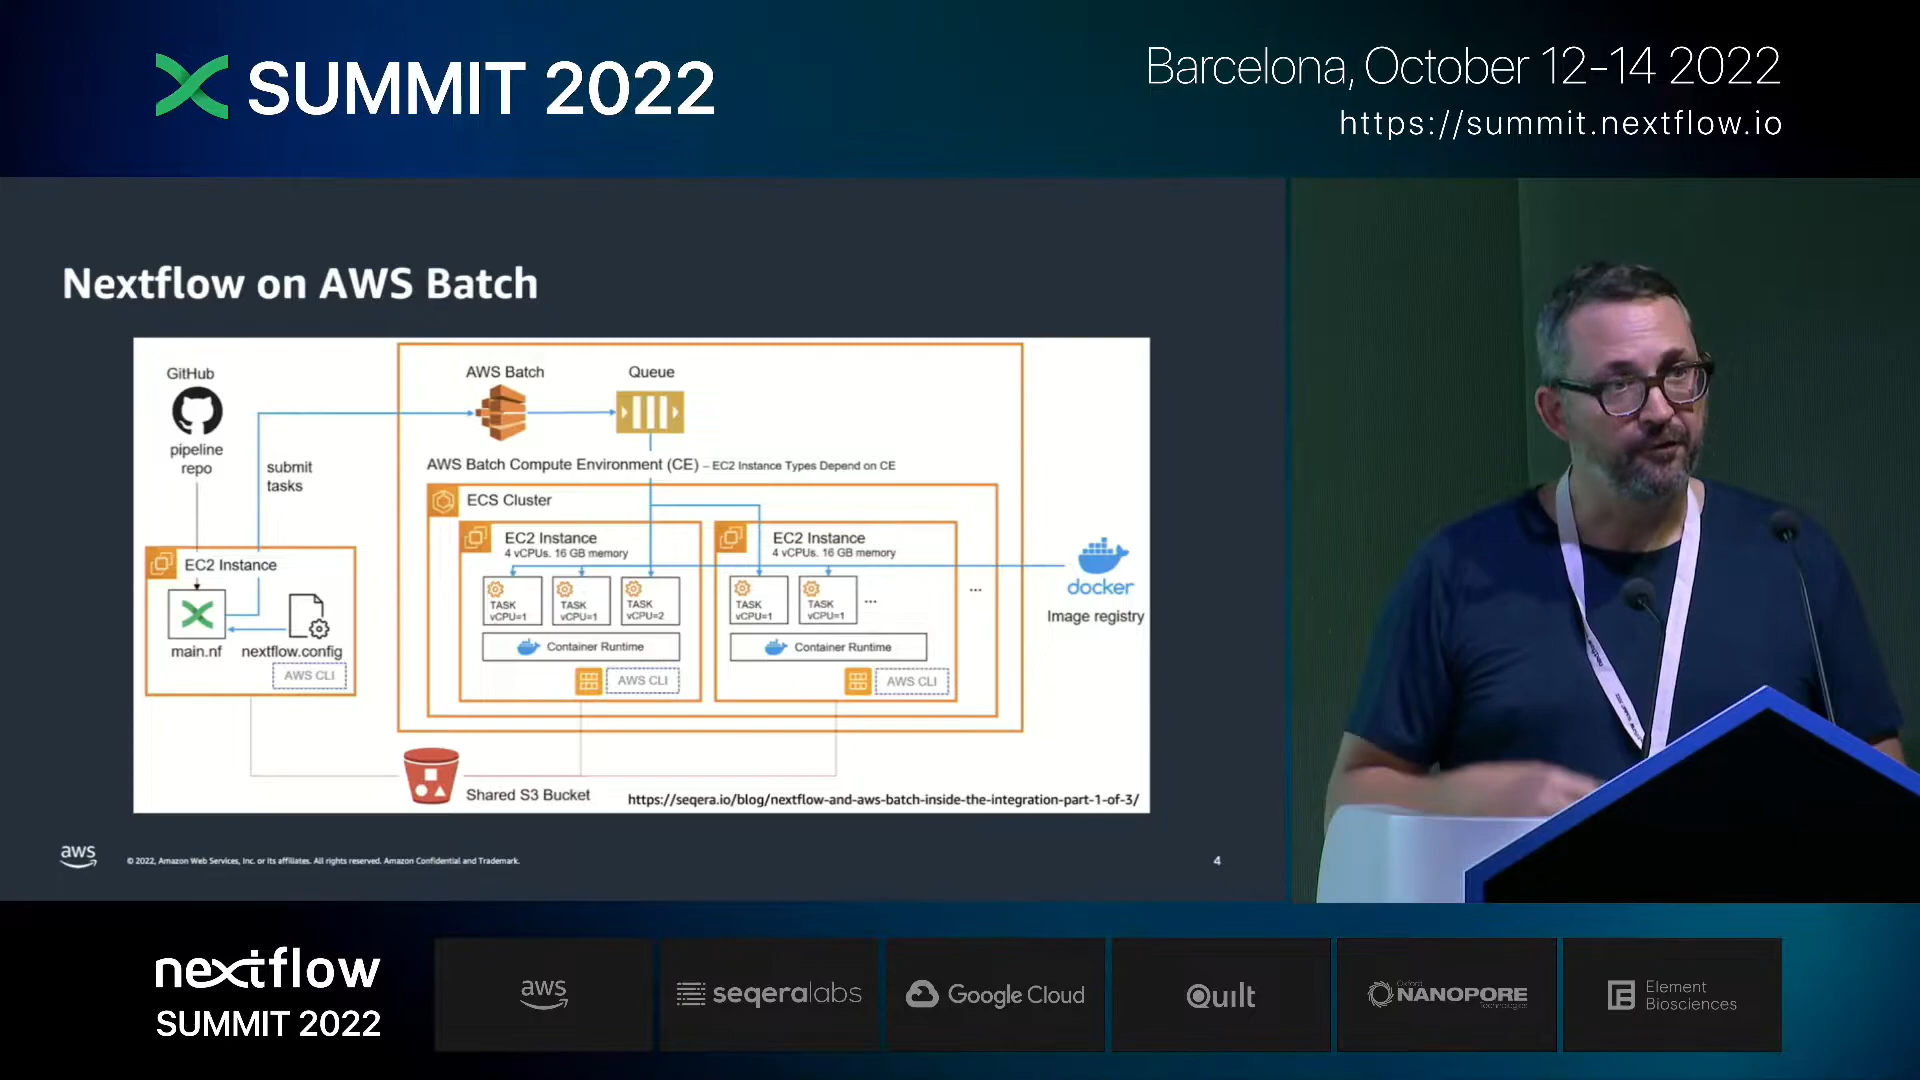 SUMMIT 2022
Barcelona, October 12-14 2022
https://summit.nextflow.io
Nextflow on AWS Batch
GitHub
pipeline
repo
submit
tasks
AWS Batch
Queue
AWS Batch Compute Environment (CE) – EC2 Instance Types Depend on CE
ECS Cluster
EC2 Instance
4 vCPUs. 16 GB memory
TASK
vCPU=1
TASK
vCPU=1
TASK
vCPU=2
Container Runtime
AWS CLI
EC2 Instance
4 vCPUs. 16 GB memory
TASK
vCPU=1
TASK
vCPU=1
...
Container Runtime
AWS CLI
...
docker
Image registry
EC2 Instance
main.nf
nextflow.config
AWS CLI
Shared S3 Bucket
https://seqera.io/blog/nextflow-and-aws-batch-inside-the-integration-part-1-of-3/
aws
© 2022, Amazon Web Services, Inc. or its affiliates. All rights reserved. Amazon Confidential and Trademark.
4
nextflow
SUMMIT 2022
aws
seqeralabs
Google Cloud
Quilt
Oxford
NANOPORE
Technologies
Element
Biosciences